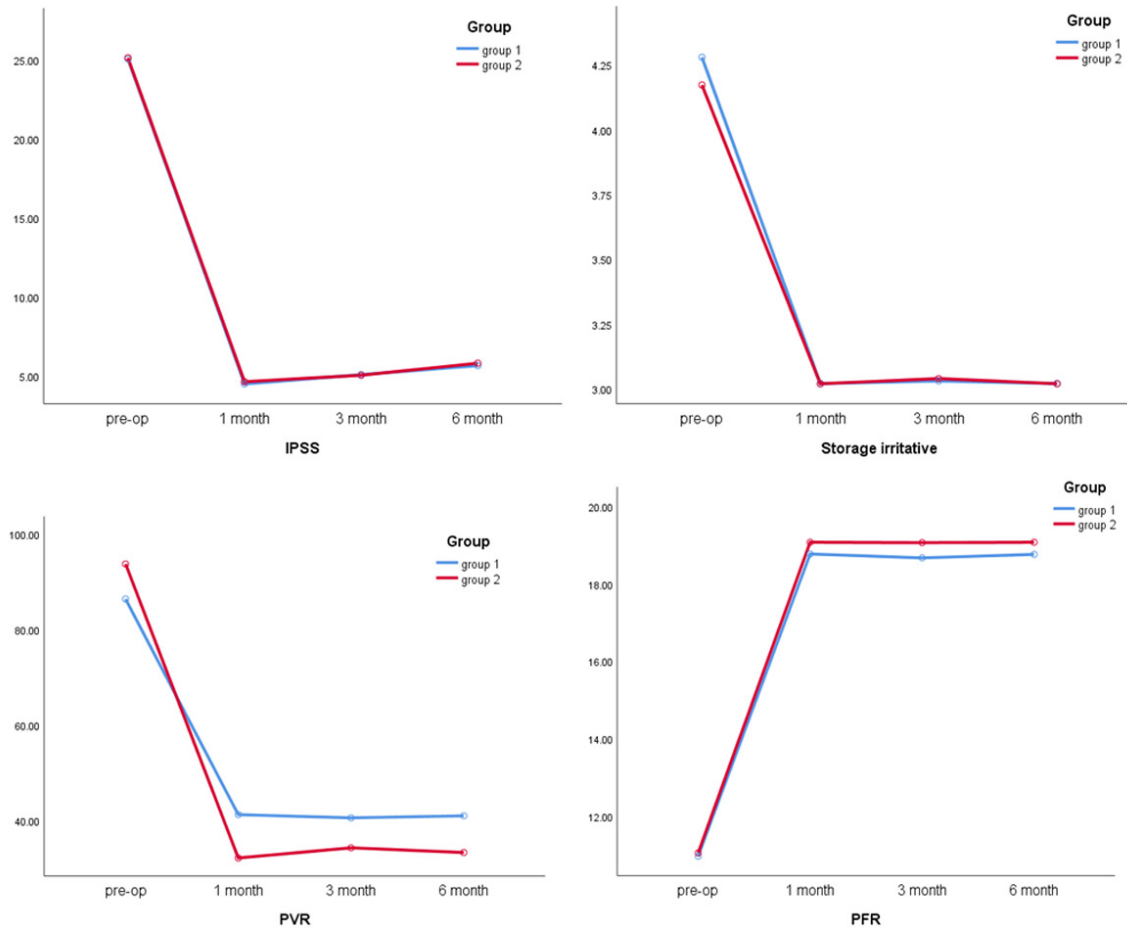 Group
group 1
group 2
25.00
20.00
15.00
10.00
5.00
pre-op 1 month 3 month 6 month
IPSS
Group
group 1
group 2
4.25
4.00
3.75
3.50
3.25
3.00
pre-op 1 month 3 month 6 month
Storage irritative
Group
group 1
group 2
100.00
80.00
60.00
40.00
pre-op 1 month 3 month 6 month
PVR
Group
group 1
group 2
20.00
18.00
16.00
14.00
12.00
pre-op 1 month 3 month 6 month
PFR